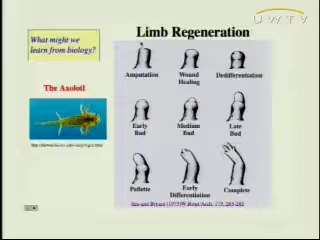 UWTV
Limb Regeneration
What might we
learn from biology?
The Axolotl
Amputation
Wound
Healing
Dedifferentiation
Early
Bud
Medium
Bud
Late
Bud
Pallette
Early
Differentiation
Complete